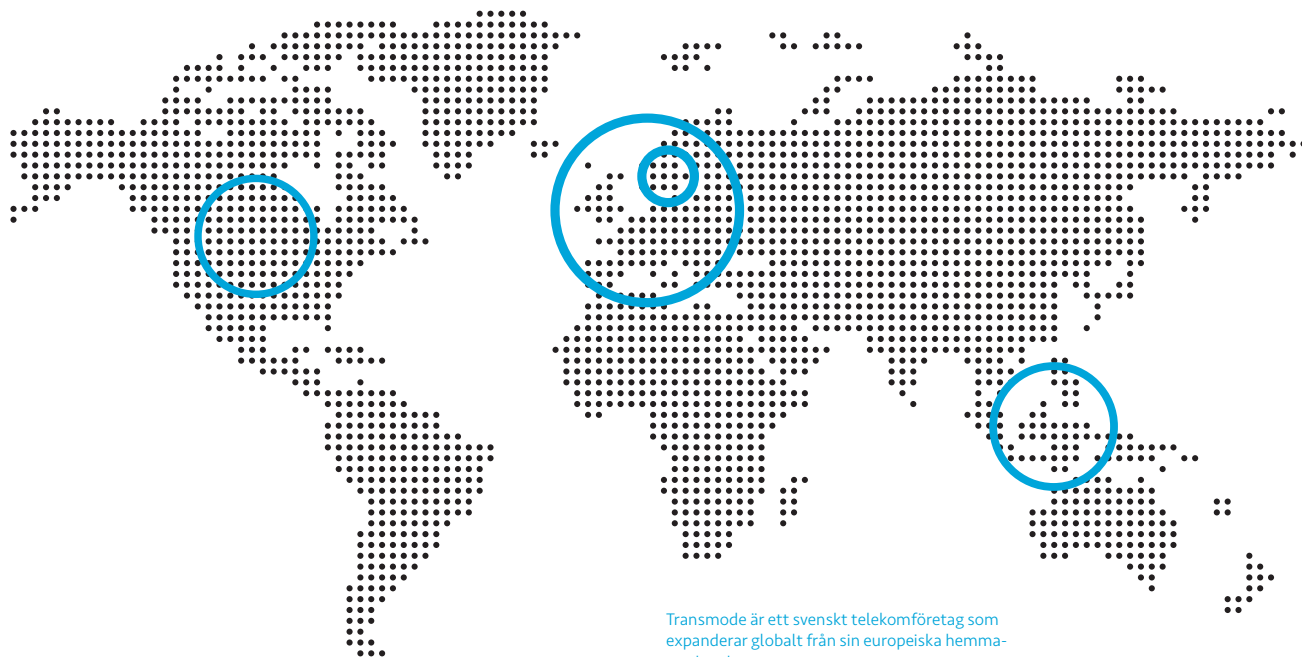 Transmode är ett svenskt telekomföretag som
expanderar globalt från sin europeiska hemma-